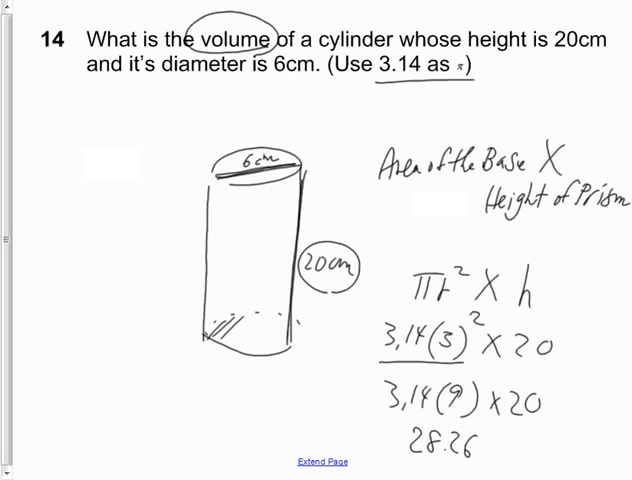 14 What is the volume of a cylinder whose height is 20cm
and it's diameter is 6cm. (Use 3.14 as π)
6cm
Area of the Base X
Height of Prism
20cm
πr² X h
3,14(3)² X 20
3,14(9) X 20
28.26
Extend Page